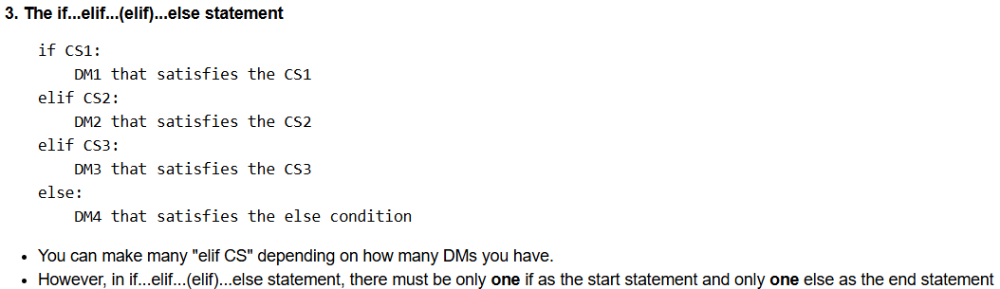 3. The if...elif...(elif)...else statement
if CS1:
    DM1 that satisfies the CS1
elif CS2:
    DM2 that satisfies the CS2
elif CS3:
    DM3 that satisfies the CS3
else:
    DM4 that satisfies the else condition
• You can make many "elif CS" depending on how many DMs you have.
• However, in if...elif...(elif)...else statement, there must be only one if as the start statement and only one else as the end statement